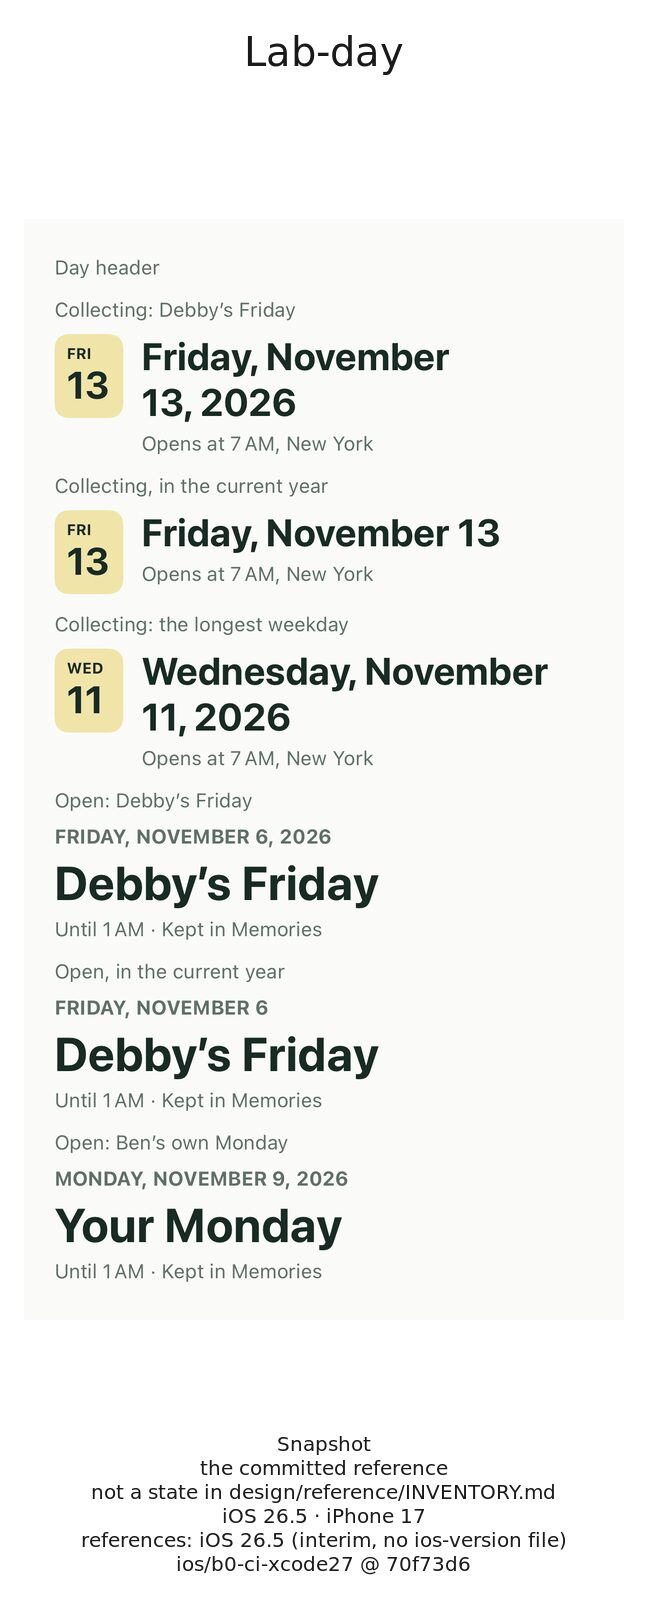 Lab-day
Day header
Collecting: Debby’s Friday
FRI
13
Friday, November
13, 2026
Opens at 7 AM, New York
Collecting, in the current year
FRI
13
Friday, November 13
Opens at 7 AM, New York
Collecting: the longest weekday
WED
11
Wednesday, November
11, 2026
Opens at 7 AM, New York
Open: Debby’s Friday
FRIDAY, NOVEMBER 6, 2026
Debby’s Friday
Until 1 AM · Kept in Memories
Open, in the current year
FRIDAY, NOVEMBER 6
Debby’s Friday
Until 1 AM · Kept in Memories
Open: Ben’s own Monday
MONDAY, NOVEMBER 9, 2026
Your Monday
Until 1 AM · Kept in Memories
Snapshot
the committed reference
not a state in design/reference/INVENTORY.md
iOS 26.5 · iPhone 17
references: iOS 26.5 (interim, no ios-version file)
ios/b0-ci-xcode27 @ 70f73d6